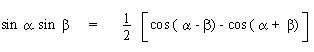 sin α sin β = 1/2 [ cos ( α - β) - cos ( α + β) ]